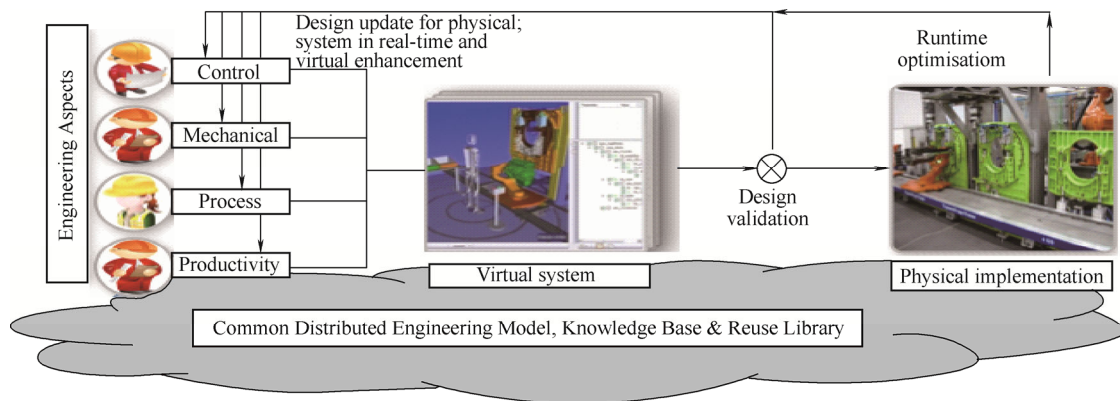 Design update for physical;
system in real-time and
virtual enhancement
Runtime
optimisatiom
Engineering Aspects
Control
Mechanical
Process
Productivity
Design
validation
Virtual system
Physical implementation
Common Distributed Engineering Model, Knowledge Base & Reuse Library